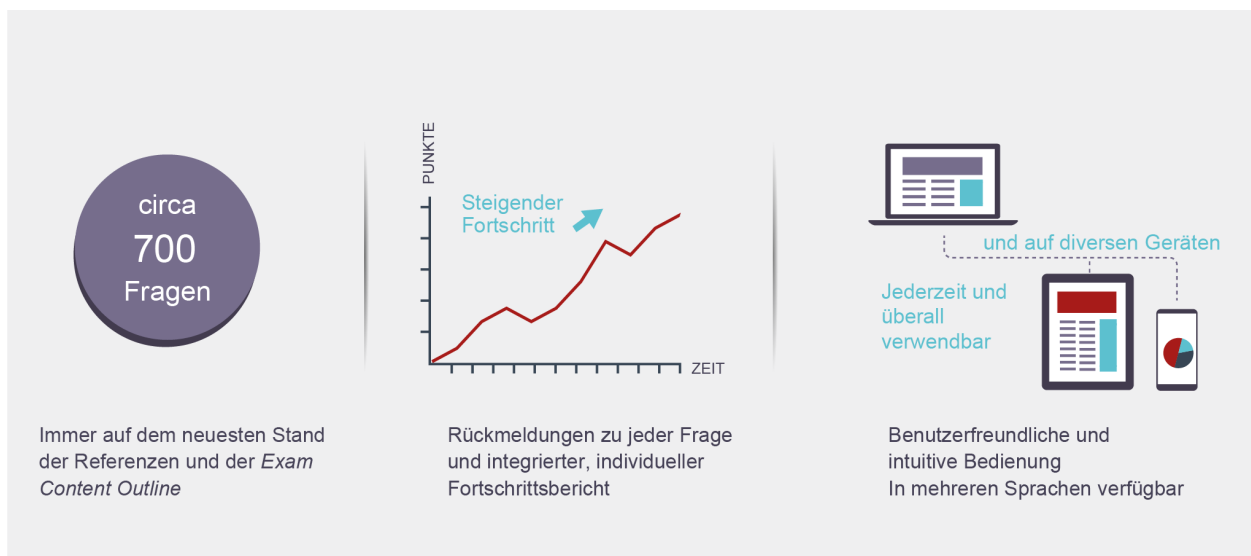 circa
700
Fragen
Immer auf dem neuesten Stand
der Referenzen und der Exam
Content Outline
PUNKTE
Steigender
Fortschritt
ZEIT
Rückmeldungen zu jeder Frage
und integrierter, individueller
Fortschrittsbericht
und auf diversen Geräten
Jederzeit und
überall
verwendbar
Benutzerfreundliche und
intuitive Bedienung
In mehreren Sprachen verfügbar